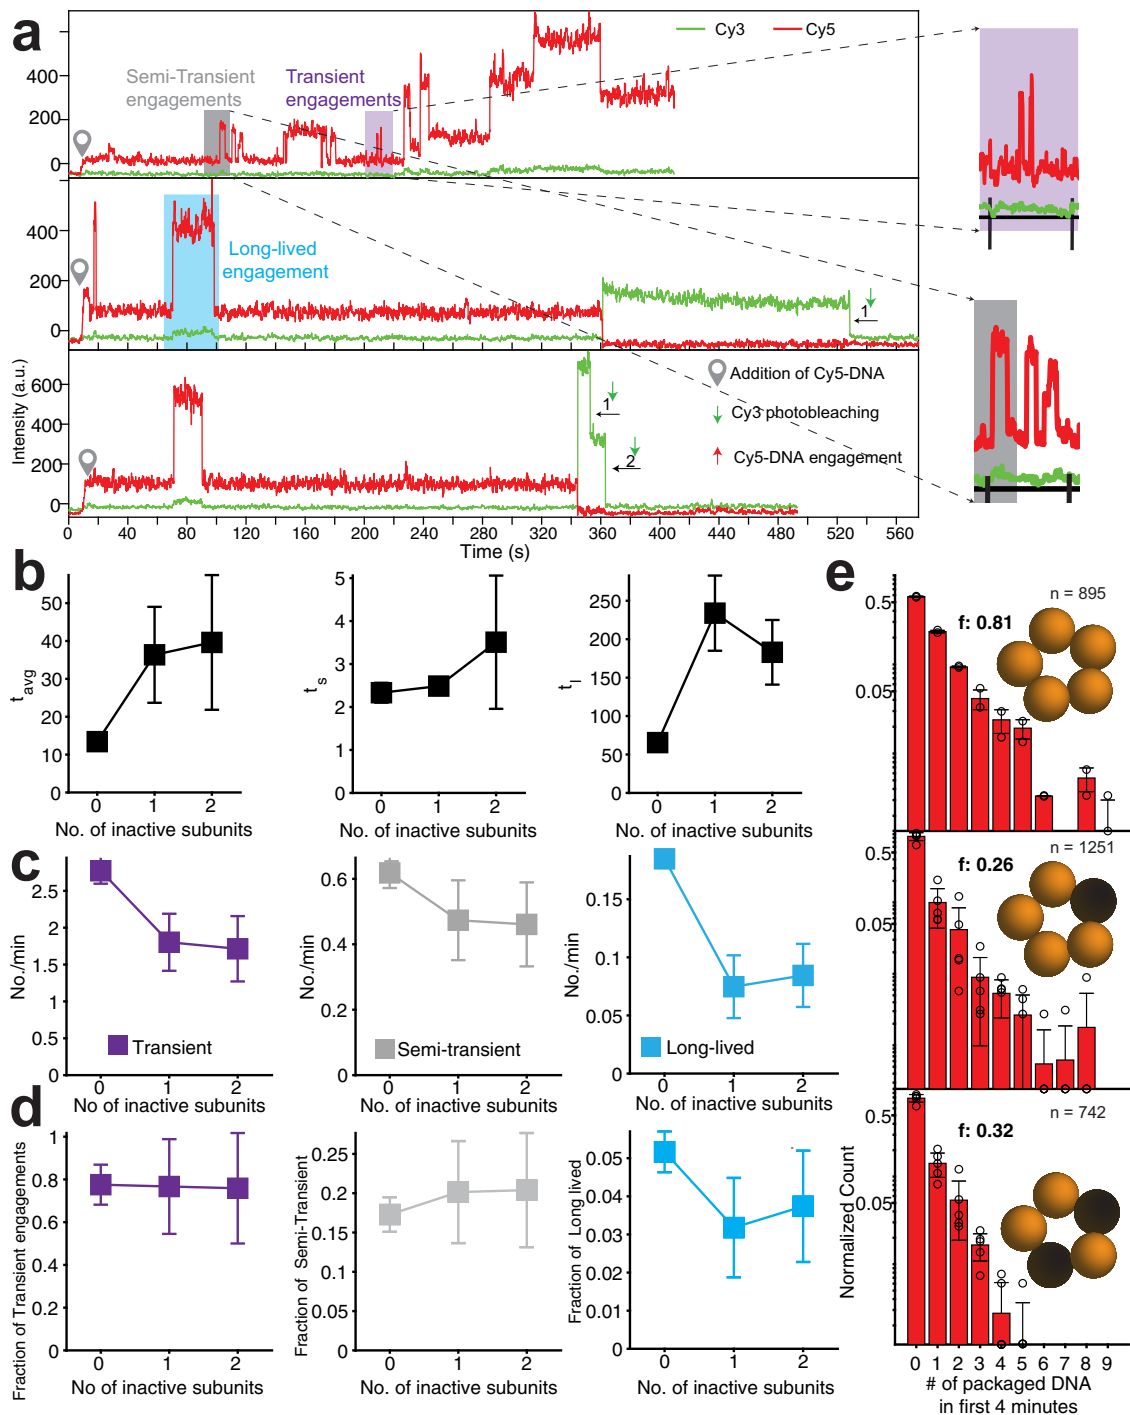 a
Cy3
Cy5
Semi-Transient
engagements
Transient
engagements
400
200
0
Long-lived
engagement
400
200
0
1
Intensity (a.u.)
600
400
200
0
Addition of Cy5-DNA
1
Cy3 photobleaching
2
Cy5-DNA engagement
0 40 80 120 160 200 240 280 320 360 400 440 480 520 560
Time (s)
b
t avg
50
40
30
20
10
0
0 1 2
No. of inactive subunits
t s
5
4
3
2
1
0
0 1 2
No. of inactive subunits
t l
250
200
150
100
50
0
0 1 2
No. of inactive subunits
c
No./min
2.5
2
1.5
1
0.5
0
Transient
0 1 2
No of inactive subunits
No./min
0.6
0.4
0.2
0
Semi-transient
0 1 2
No. of inactive subunits
No./min
0.15
0.1
0.05
0
Long-lived
0 1 2
No. of inactive subunits
d
Fraction of Transient engagements
1
0.8
0.6
0.4
0.2
0
0 1 2
No of inactive subunits
Fraction of Semi-Transient
0.25
0.2
0.15
0.1
0.05
0
0 1 2
No of inactive subunits
Fraction of Long lived
0.05
0.04
0.03
0.02
0.01
0
0 1 2
No of inactive subunits
e
n = 895
0.5
f: 0.81
0.05
n = 1251
0.5
f: 0.26
0.05
n = 742
0.5
f: 0.32
0.05
Normalized Count
0 1 2 3 4 5 6 7 8 9
# of packaged DNA
in first 4 minutes